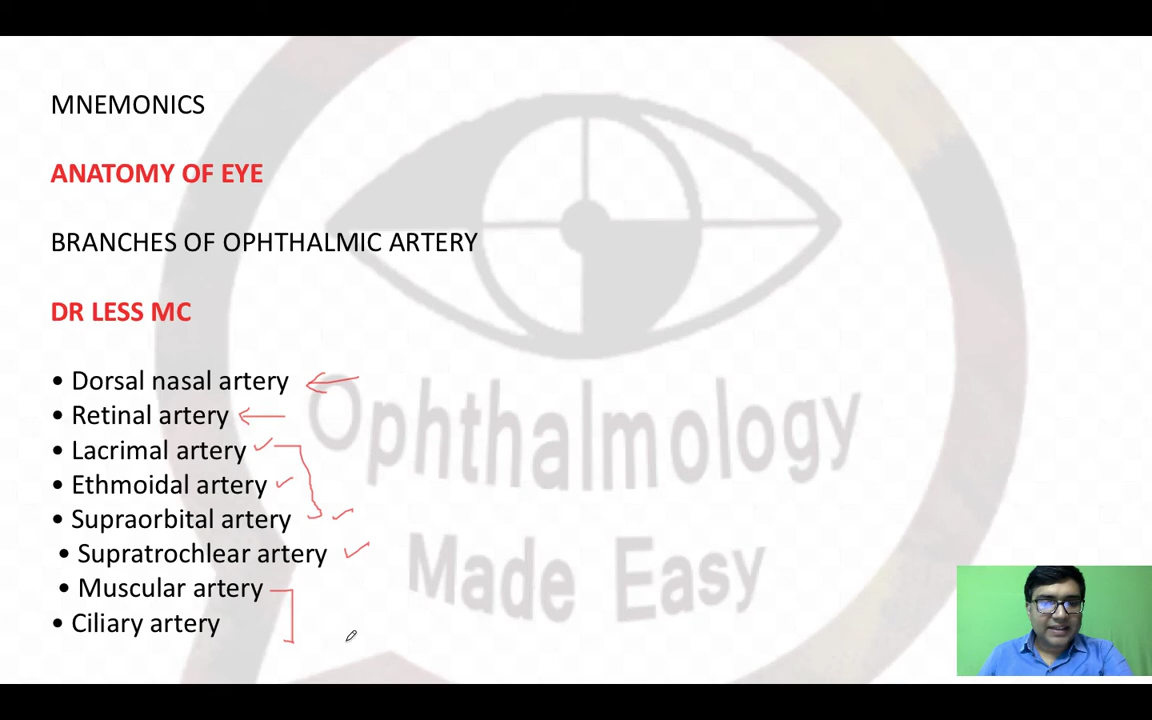 MNEMONICS
ANATOMY OF EYE
BRANCHES OF OPHTHALMIC ARTERY
DR LESS MC
• Dorsal nasal artery
• Retinal artery
• Lacrimal artery
• Ethmoidal artery
• Supraorbital artery
• Supratrochlear artery
• Muscular artery
• Ciliary artery
Ophthalmology
Made Easy